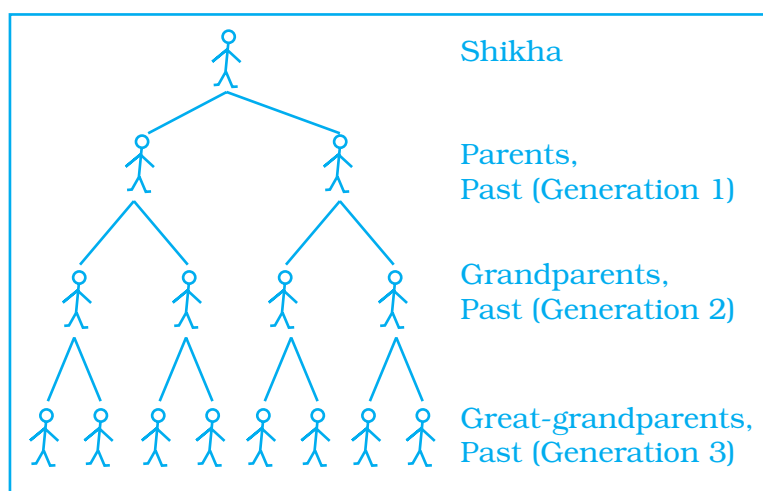 Shikha
Parents,
Past (Generation 1)
Grandparents,
Past (Generation 2)
Great-grandparents,
Past (Generation 3)